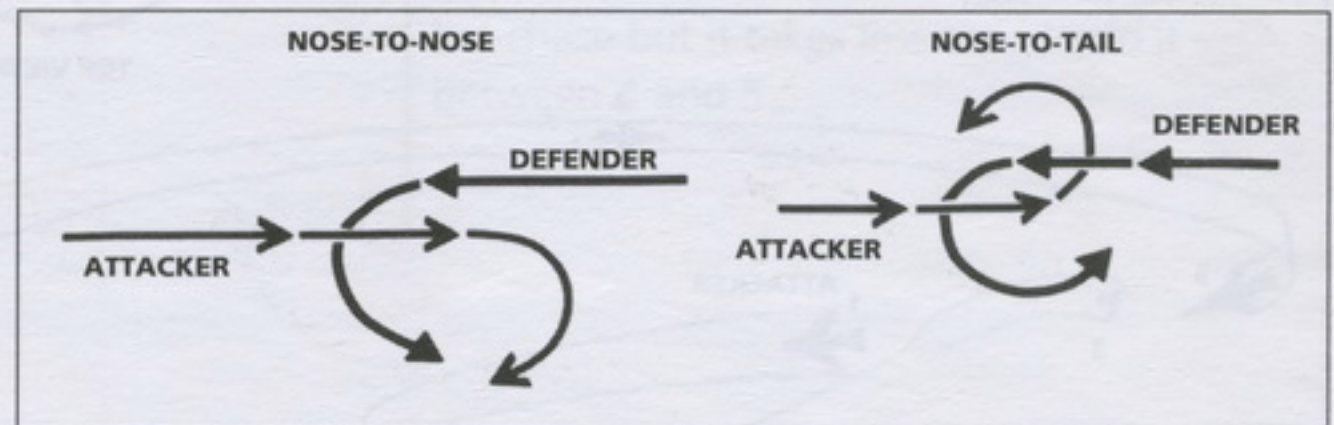 NOSE-TO-NOSE
DEFENDER
ATTACKER
NOSE-TO-TAIL
DEFENDER
ATTACKER